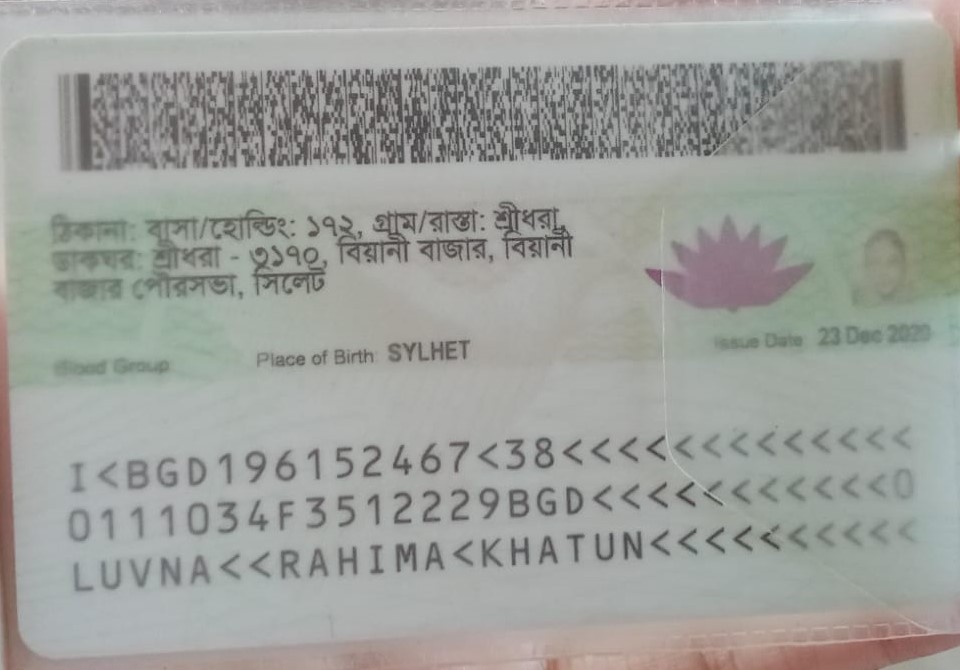 ঠিকানা: বাসা/হোল্ডিং: ১৭২, গ্রাম/রাস্তা: শ্রীধরা,
ডাকঘর: শ্রীধরা - ৩১৭০, বিয়ানী বাজার, বিয়ানী
বাজার পৌরসভা, সিলেট
Blood Group Place of Birth SYLHET Issue Date 23 Dec 2020
I<BGD196152467<38<<<<<<<<<<<<<
0111034F3512229BGD<<<<<<<<<<<0
LUVNA<<RAHIMA<KHATUN<<<<<<<<<<